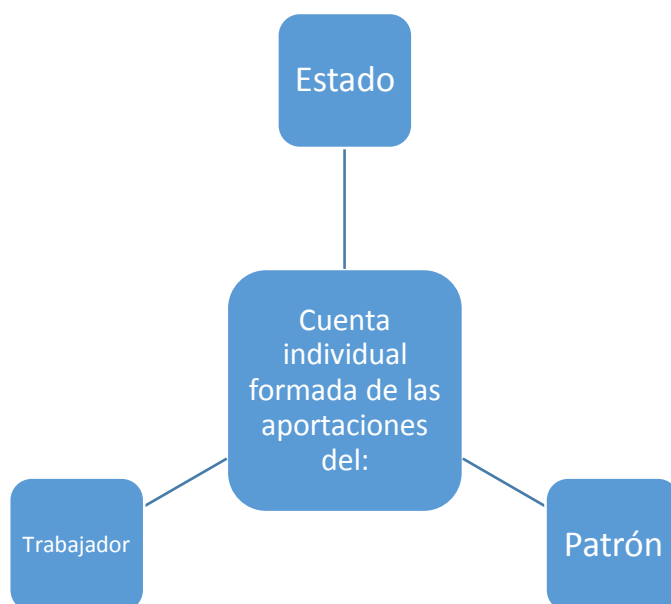 Estado
Cuenta
individual
formada de las
aportaciones
del:
Trabajador
Patrón